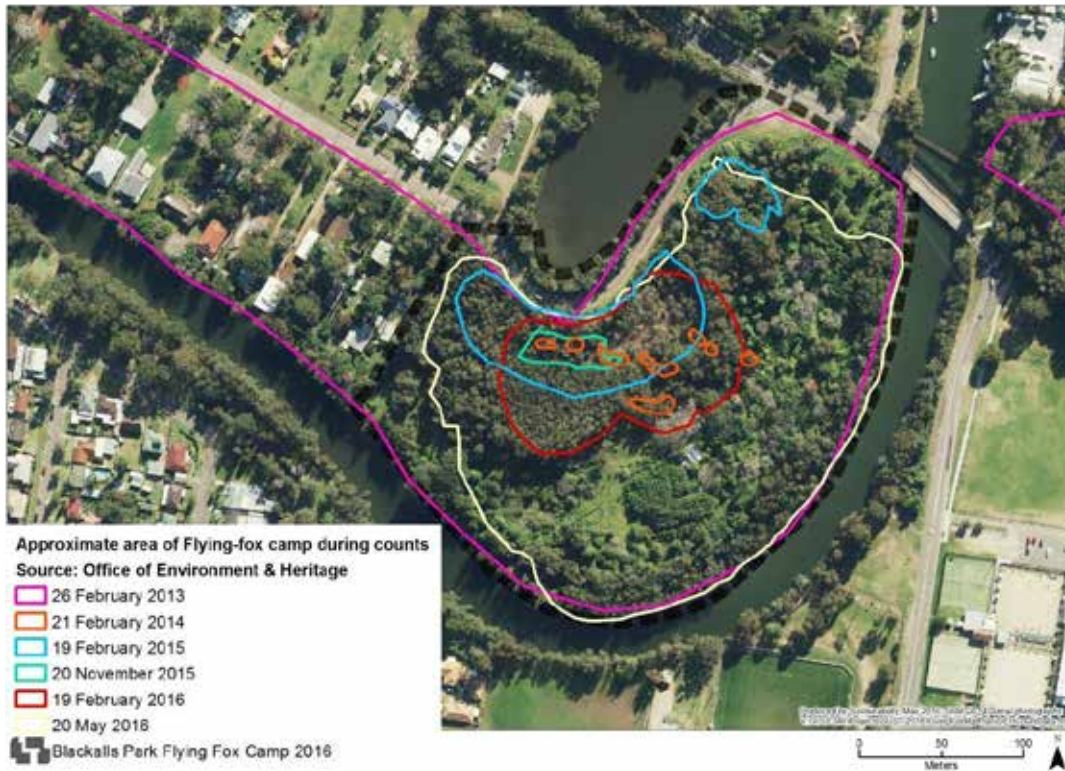 Approximate area of Flying-fox camp during counts
Source: Office of Environment & Heritage
26 February 2013
21 February 2014
19 February 2015
20 November 2015
19 February 2016
20 May 2016
Blackalls Park Flying Fox Camp 2016
0 50 100
Meters
N